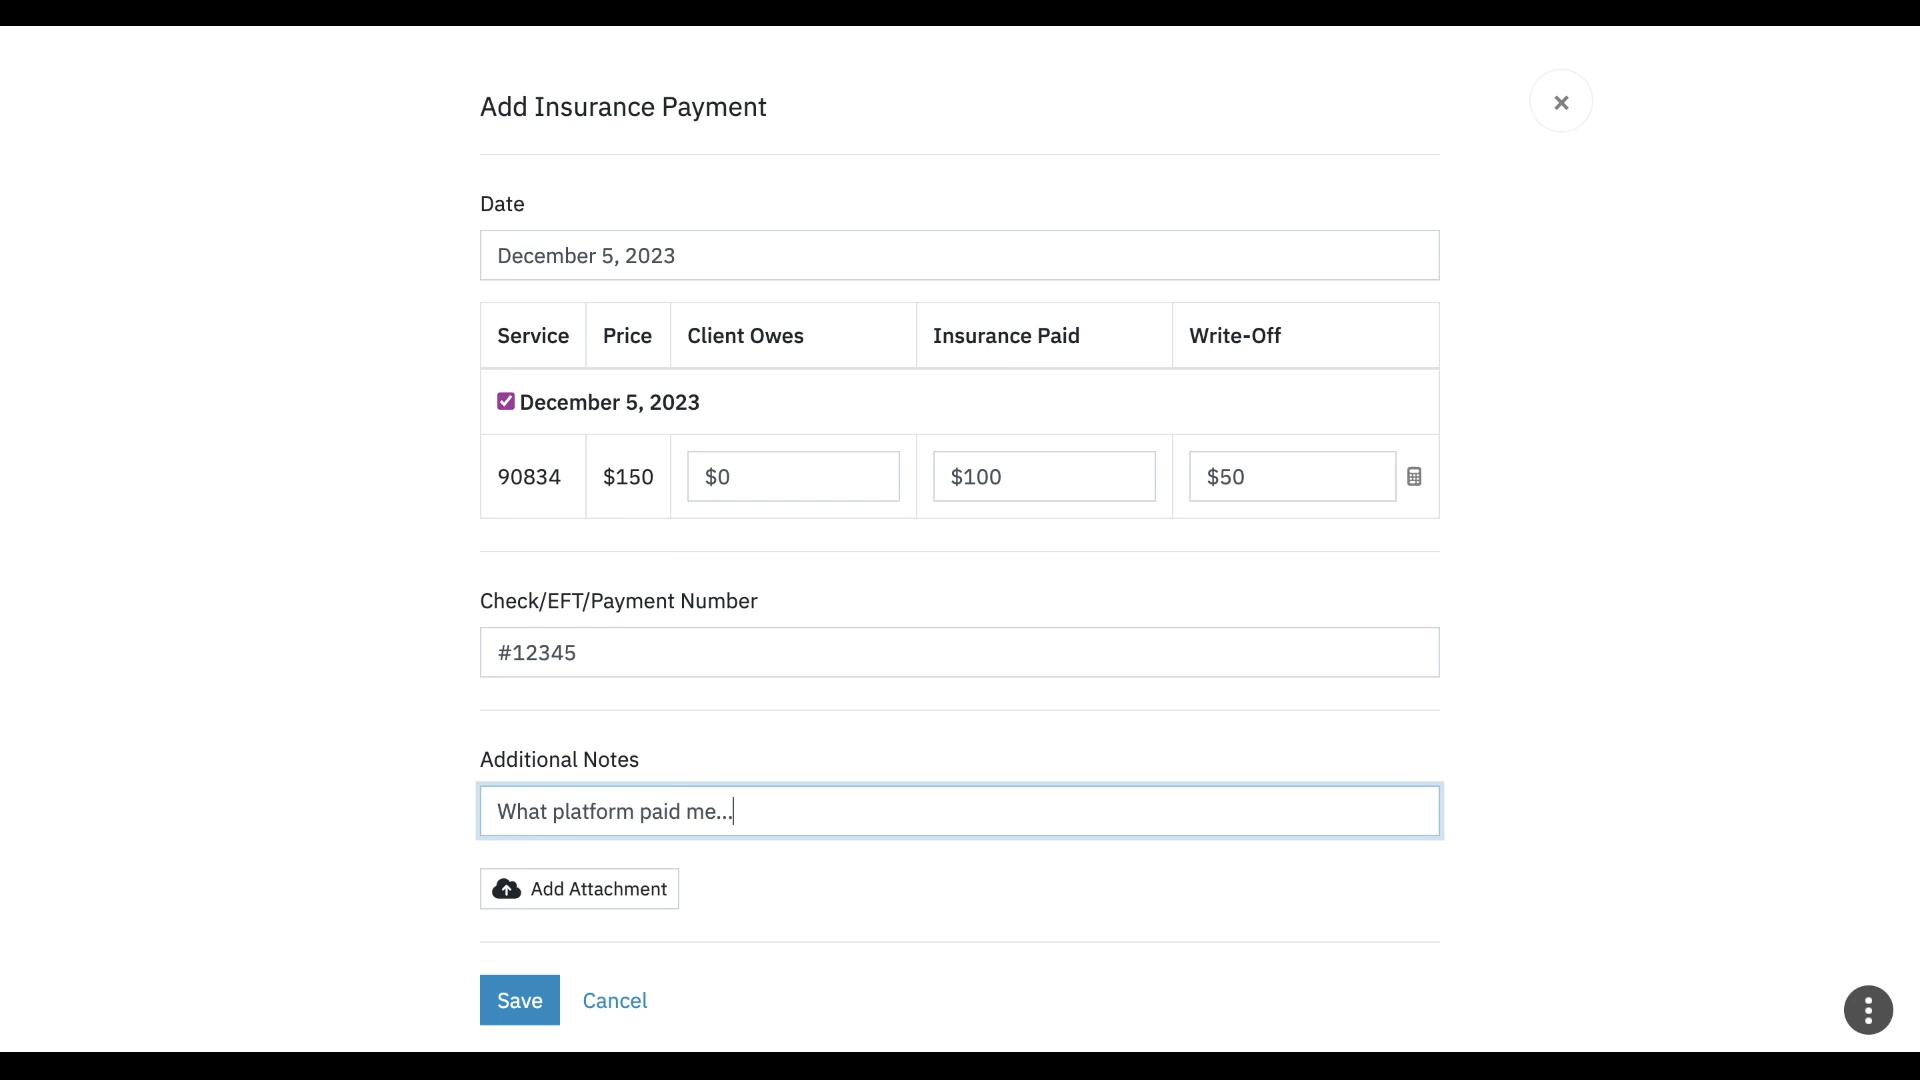 Add Insurance Payment
Date
December 5, 2023
Service Price Client Owes Insurance Paid Write-Off
December 5, 2023
90834 $150 $0 $100 $50
Check/EFT/Payment Number
#12345
Additional Notes
What platform paid me...
Add Attachment
Save Cancel